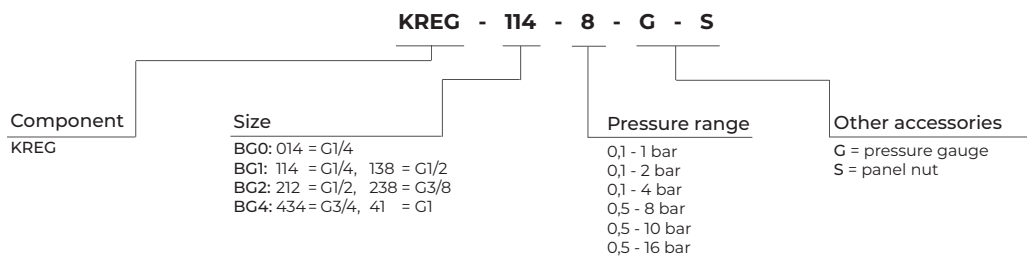 KREG - 114 - 8 - G - S
Component
KREG
Size
BG0: 014 = G1/4
BG1: 114 = G1/4, 138 = G1/2
BG2: 212 = G1/2, 238 = G3/8
BG4: 434 = G3/4, 41 = G1
Pressure range
0,1 - 1 bar
0,1 - 2 bar
0,1 - 4 bar
0,5 - 8 bar
0,5 - 10 bar
0,5 - 16 bar
Other accessories
G = pressure gauge
S = panel nut